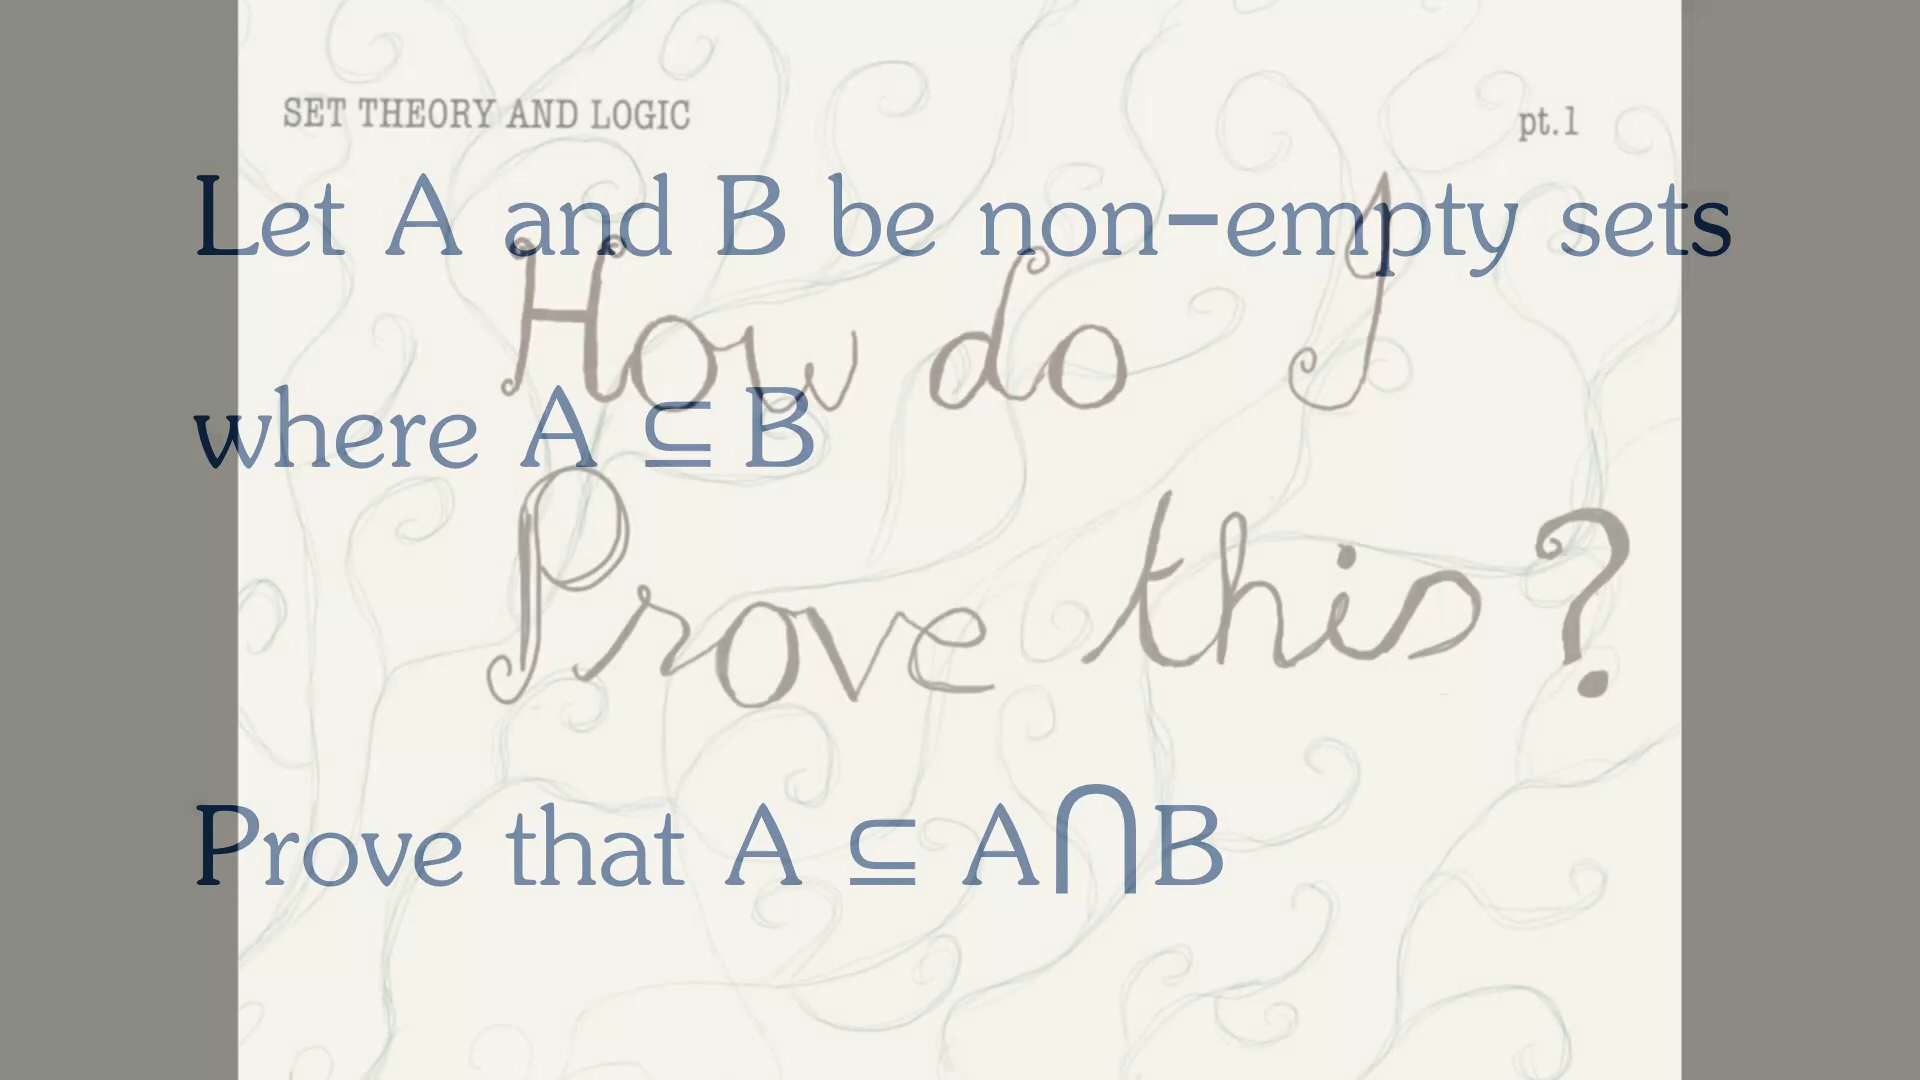 SET THEORY AND LOGIC
pt.1
Let A and B be non-empty sets
How do I
where A ⊆ B
Prove this?
Prove that A ⊆ A⋂B